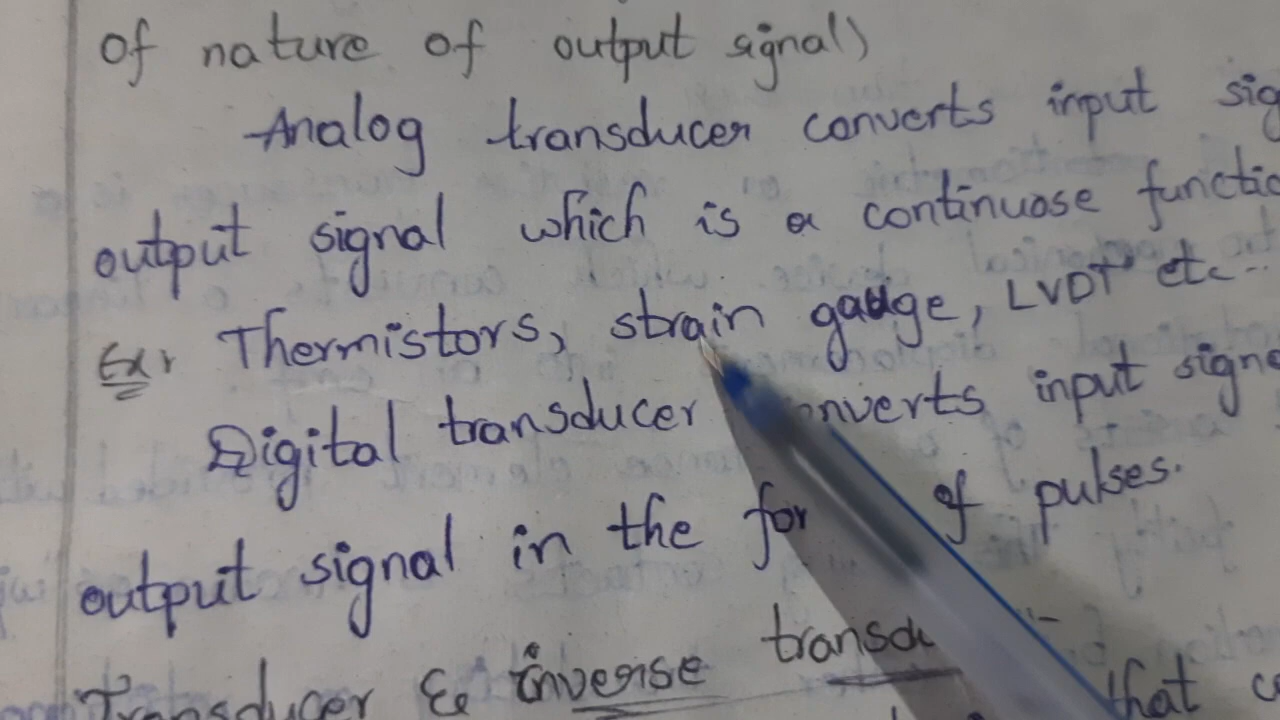 of nature of output signal)
Analog transducer converts input sig
output signal which is a continuose functio
Ex, Thermistors, strain gauge, LVDT etc...
Digital transducer nverts input signa
output signal in the for of pulses.
Transducer & inverse transdu
that c